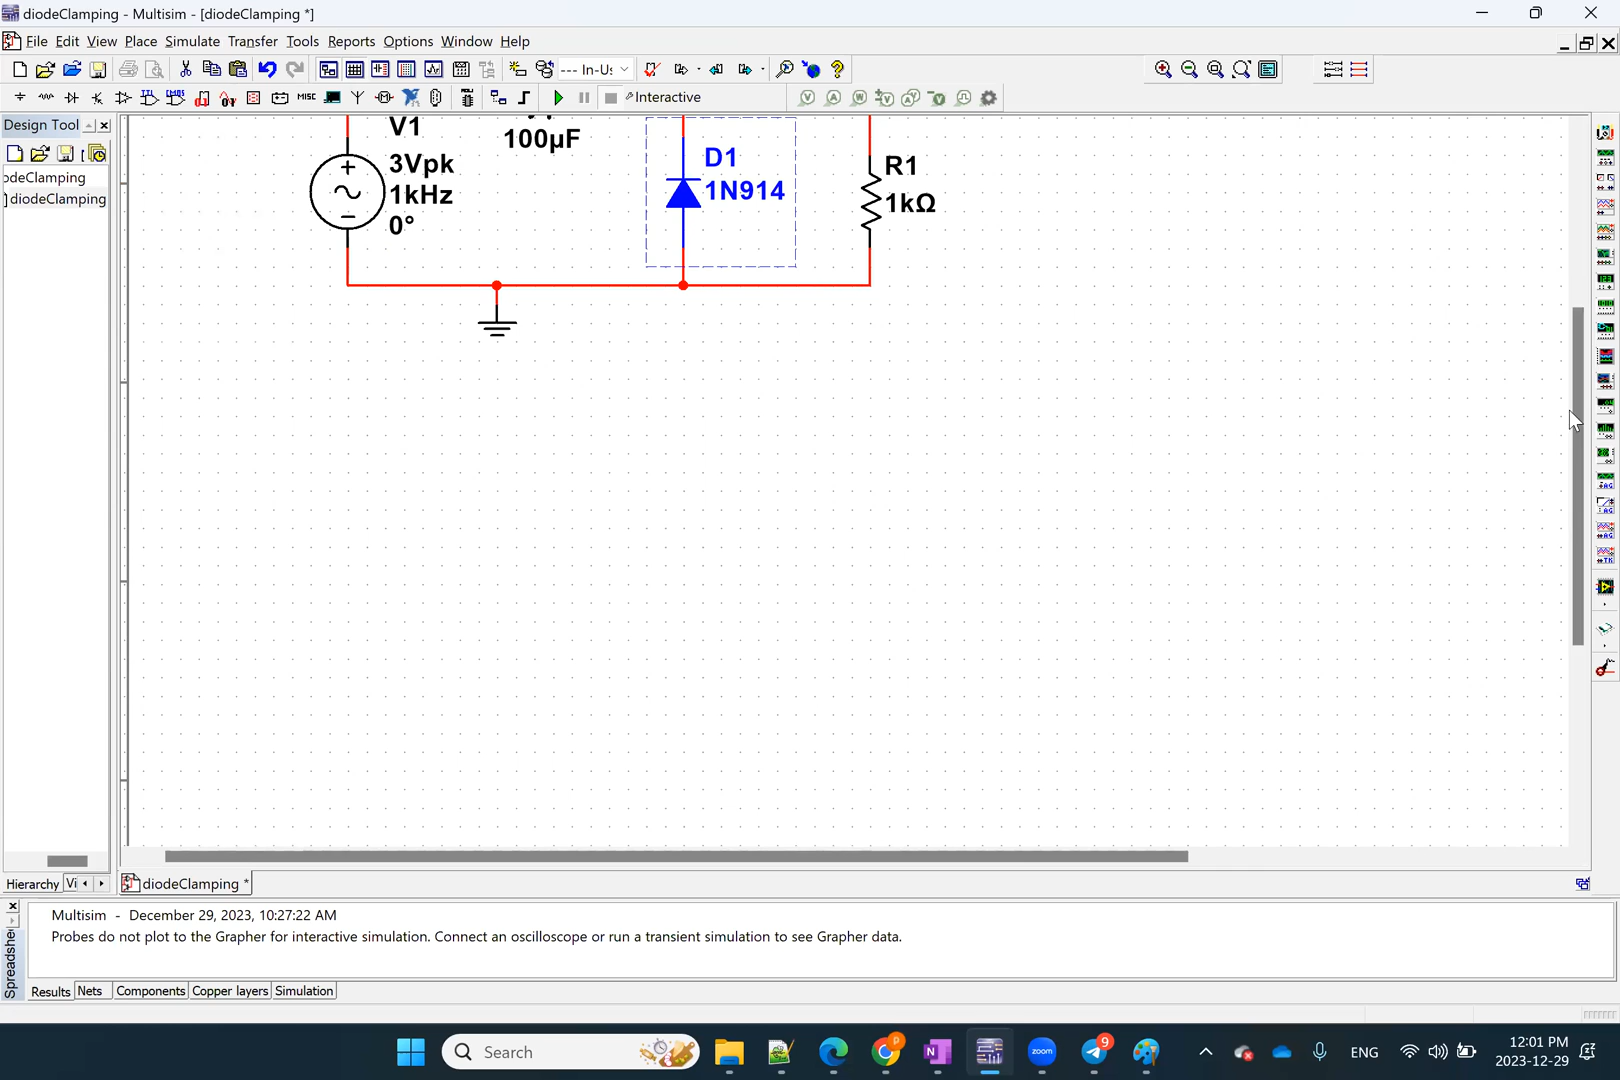 diodeClamping - Multisim - [diodeClamping *]
File Edit View Place Simulate Transfer Tools Reports Options Window Help
--- In-Us
MISC
Interactive
Design Tool
odeClamping
diodeClamping
V1
3Vpk
1kHz
0°
100µF
D1
1N914
R1
1kΩ
Hierarchy Vi
diodeClamping *
Multisim - December 29, 2023, 10:27:22 AM
Probes do not plot to the Grapher for interactive simulation. Connect an oscilloscope or run a transient simulation to see Grapher data.
Spreadshe
Results Nets Components Copper layers Simulation
Search
zoom
9
ENG
12:01 PM
2023-12-29